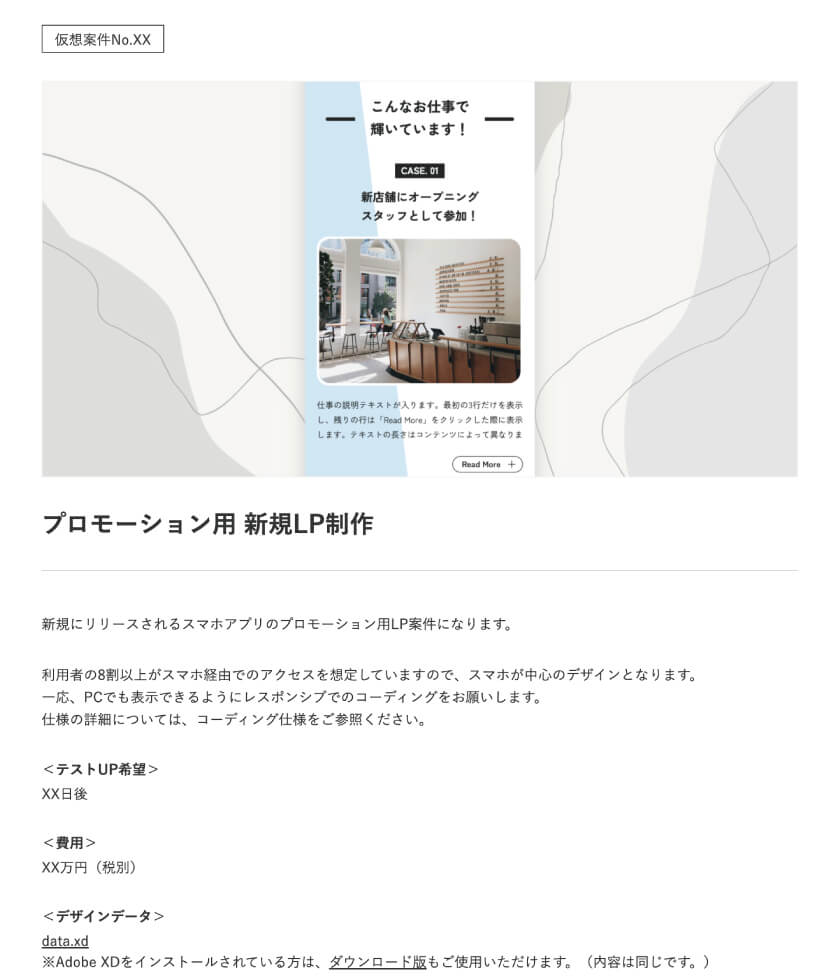 仮想案件No.XX
こんなお仕事で
輝いています！
CASE. 01
新店舗にオープニング
スタッフとして参加！
仕事の説明テキストが入ります。最初の3行だけを表示
し、残りの行は「Read More」をクリックした際に表示
します。テキストの長さはコンテンツによって異なりま
Read More ＋
プロモーション用 新規LP制作
新規にリリースされるスマホアプリのプロモーション用LP案件になります。
利用者の8割以上がスマホ経由でのアクセスを想定していますので、スマホが中心のデザインとなります。
一応、PCでも表示できるようにレスポンシブでのコーディングをお願いします。
仕様の詳細については、コーディング仕様をご参照ください。
＜テストUP希望＞
XX日後
＜費用＞
XX万円（税別）
＜デザインデータ＞
data.xd
※Adobe XDをインストールされている方は、ダウンロード版もご使用いただけます。（内容は同じです。）